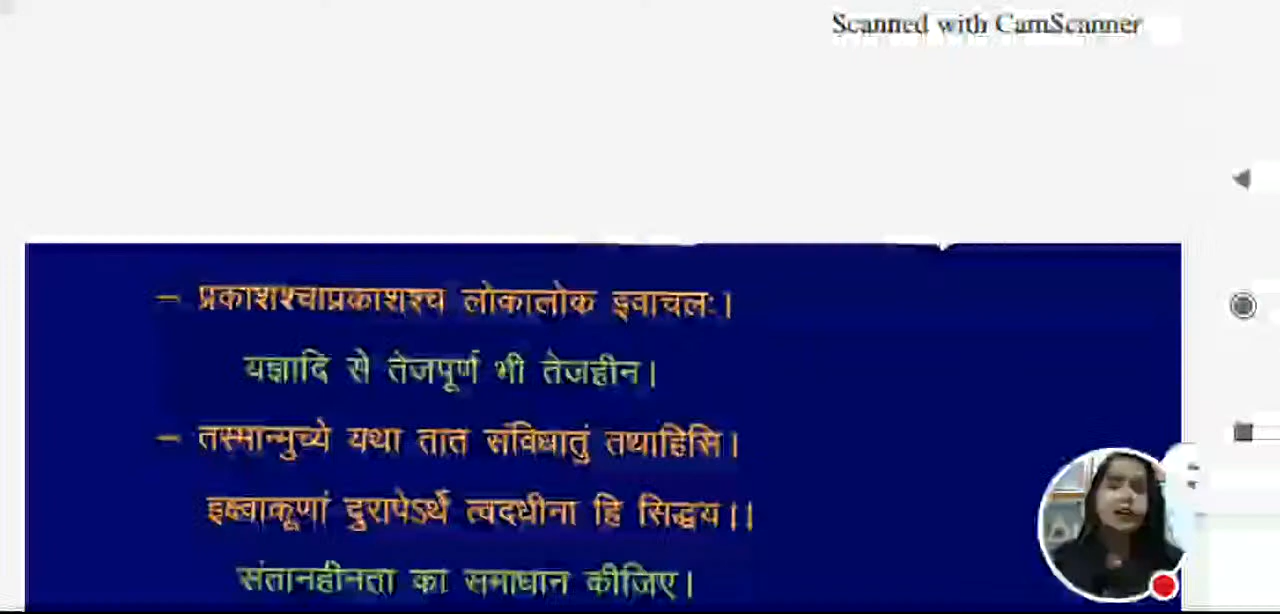 Scanned with CamScanner
– प्रकाशश्चाप्रकाशश्च लोकालोक इवाचलः।
यज्ञादि से तेजपूर्ण भी तेजहीन।
– तस्मान्मुच्ये यथा तात संविधातुं तथाहिसि।
इक्ष्वाकूणां दुरापेऽर्थे त्वदधीना हि सिद्धय।।
संतानहीनता का समाधान कीजिए।